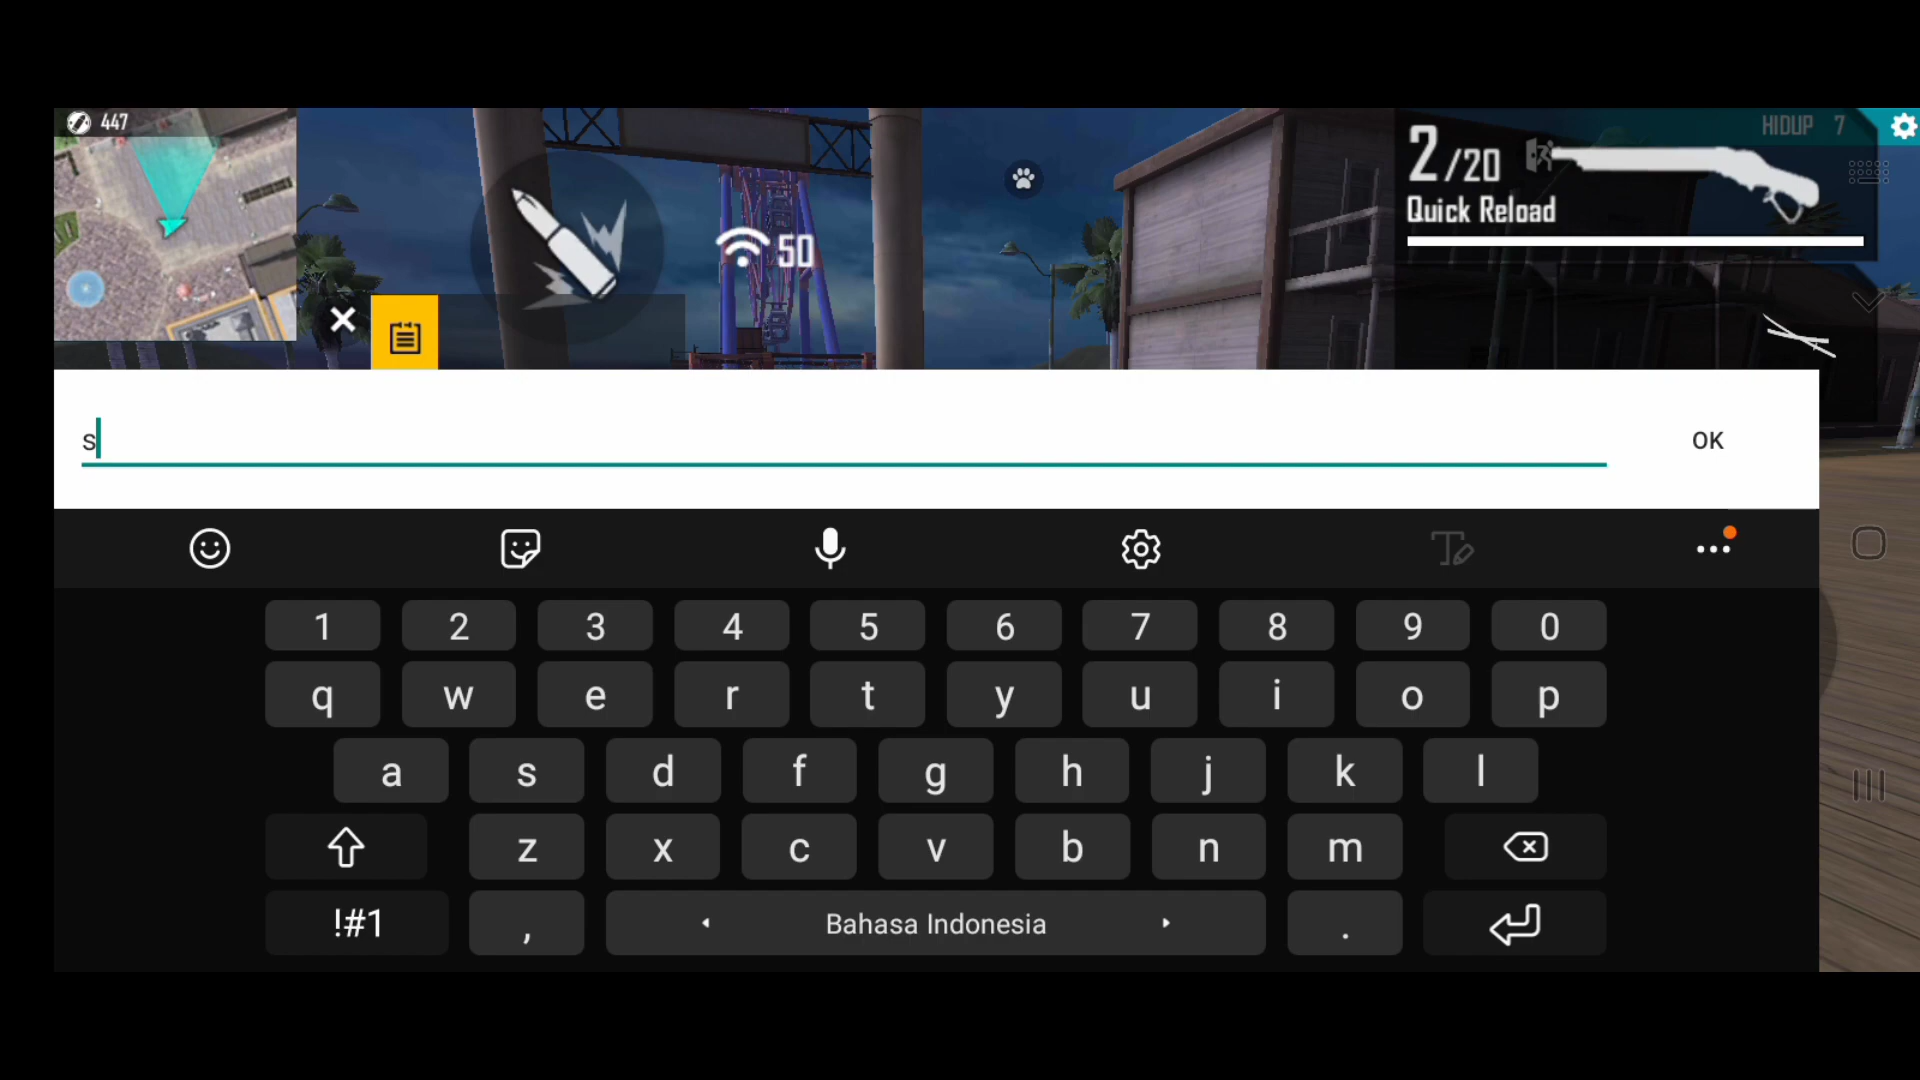 447
HIDUP 7
2/20
Quick Reload
50
s
OK
1 2 3 4 5 6 7 8 9 0
q w e r t y u i o p
a s d f g h j k l
z x c v b n m
!#1 , Bahasa Indonesia .